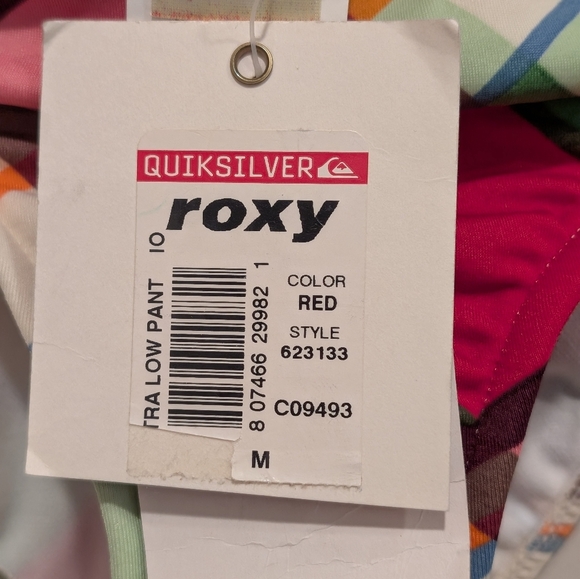 QUIKSILVER
roxy
TRA LOW PANT IO
8 07466 29982 1
COLOR
RED
STYLE
623133
C09493
M